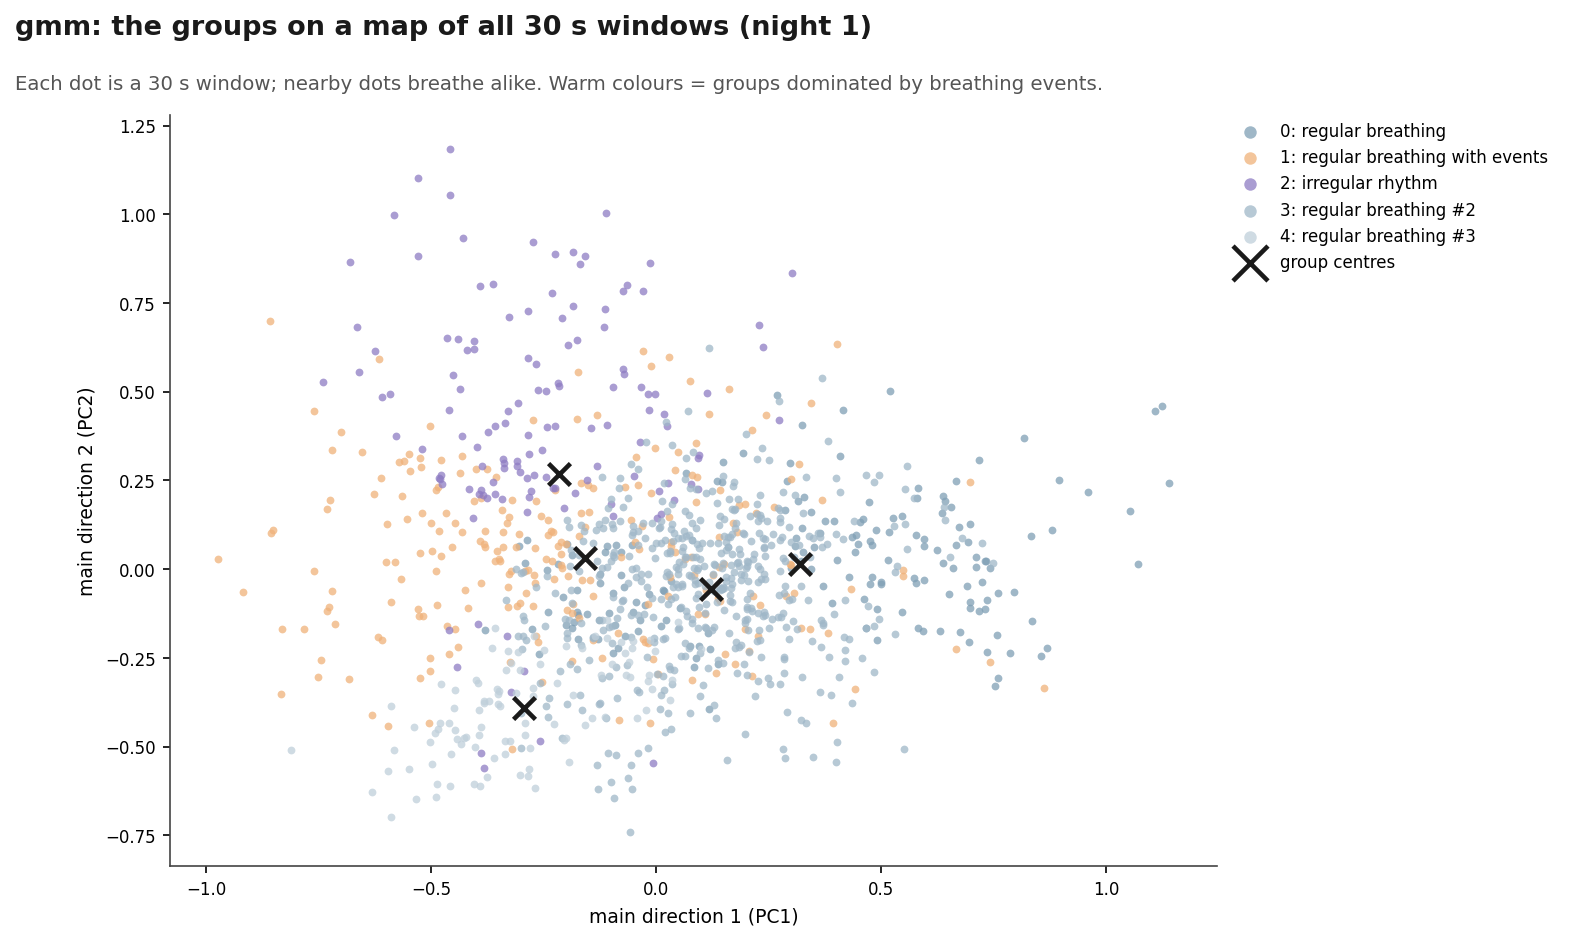 gmm: the groups on a map of all 30 s windows (night 1)
Each dot is a 30 s window; nearby dots breathe alike. Warm colours = groups dominated by breathing events.
0: regular breathing
1: regular breathing with events
2: irregular rhythm
3: regular breathing #2
4: regular breathing #3
group centres
main direction 2 (PC2)
1.25
1.00
0.75
0.50
0.25
0.00
−0.25
−0.50
−0.75
−1.0
−0.5
0.0
0.5
1.0
main direction 1 (PC1)